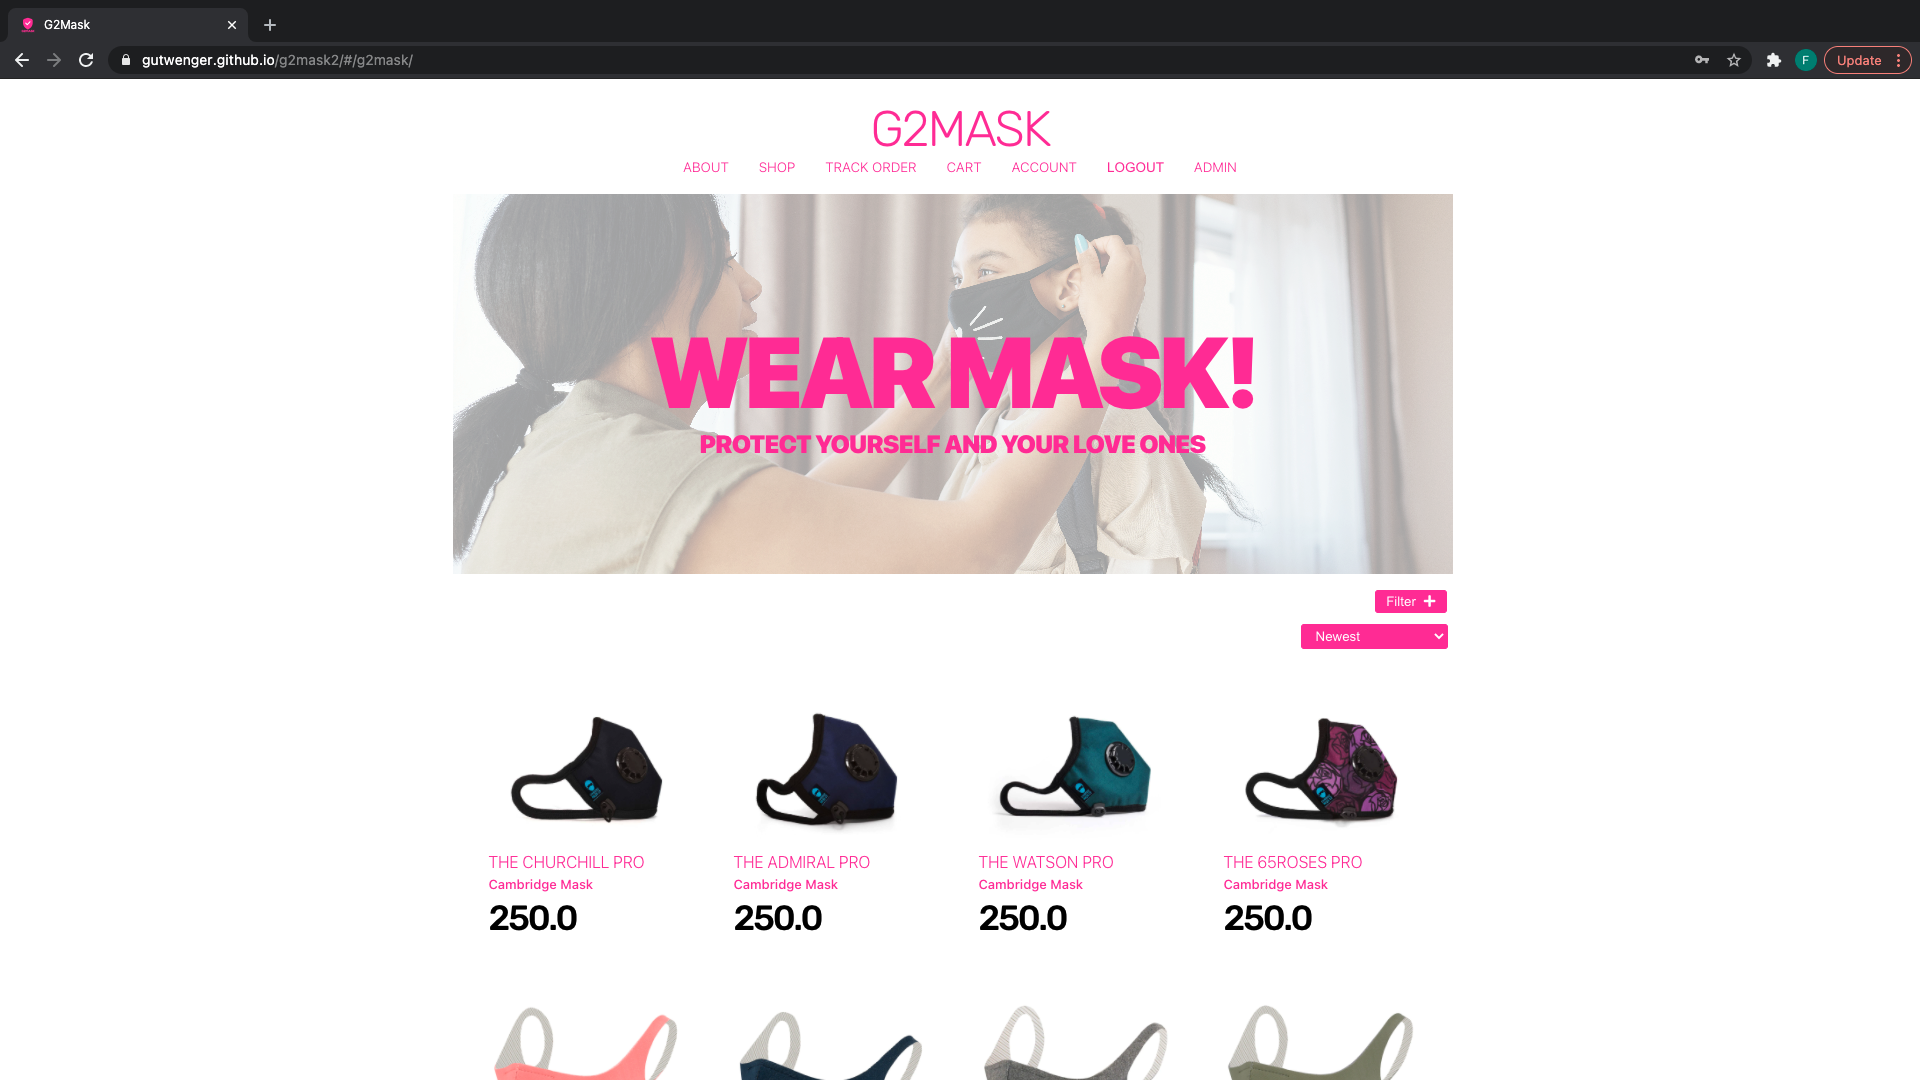 G2Mask
gutwenger.github.io/g2mask2/#/g2mask/
F
Update
G2MASK
ABOUT SHOP TRACK ORDER CART ACCOUNT LOGOUT ADMIN
WEAR MASK!
PROTECT YOURSELF AND YOUR LOVE ONES
Filter
Newest
THE CHURCHILL PRO
Cambridge Mask
250.0
THE ADMIRAL PRO
Cambridge Mask
250.0
THE WATSON PRO
Cambridge Mask
250.0
THE 65ROSES PRO
Cambridge Mask
250.0